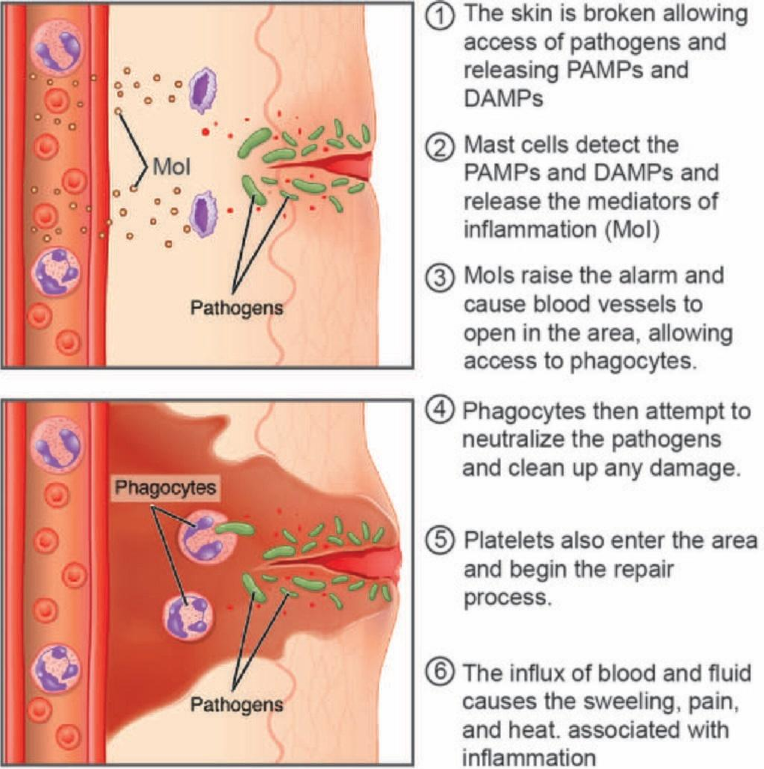 ① The skin is broken allowing
access of pathogens and
releasing PAMPs and
DAMPs
② Mast cells detect the
PAMPs and DAMPs and
release the mediators of
inflammation (MoI)
③ MoIs raise the alarm and
cause blood vessels to
open in the area, allowing
access to phagocytes.
④ Phagocytes then attempt to
neutralize the pathogens
and clean up any damage.
⑤ Platelets also enter the area
and begin the repair
process.
⑥ The influx of blood and fluid
causes the sweeling, pain,
and heat. associated with
inflammation
MoI
Pathogens
Phagocytes
Pathogens